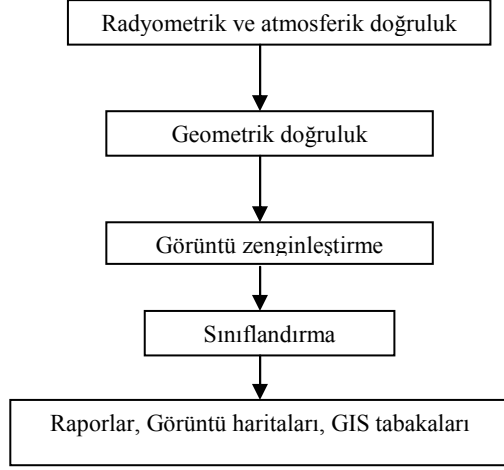 Radyometrik ve atmosferik doğruluk
Geometrik doğruluk
Görüntü zenginleştirme
Sınıflandırma
Raporlar, Görüntü haritaları, GIS tabakaları